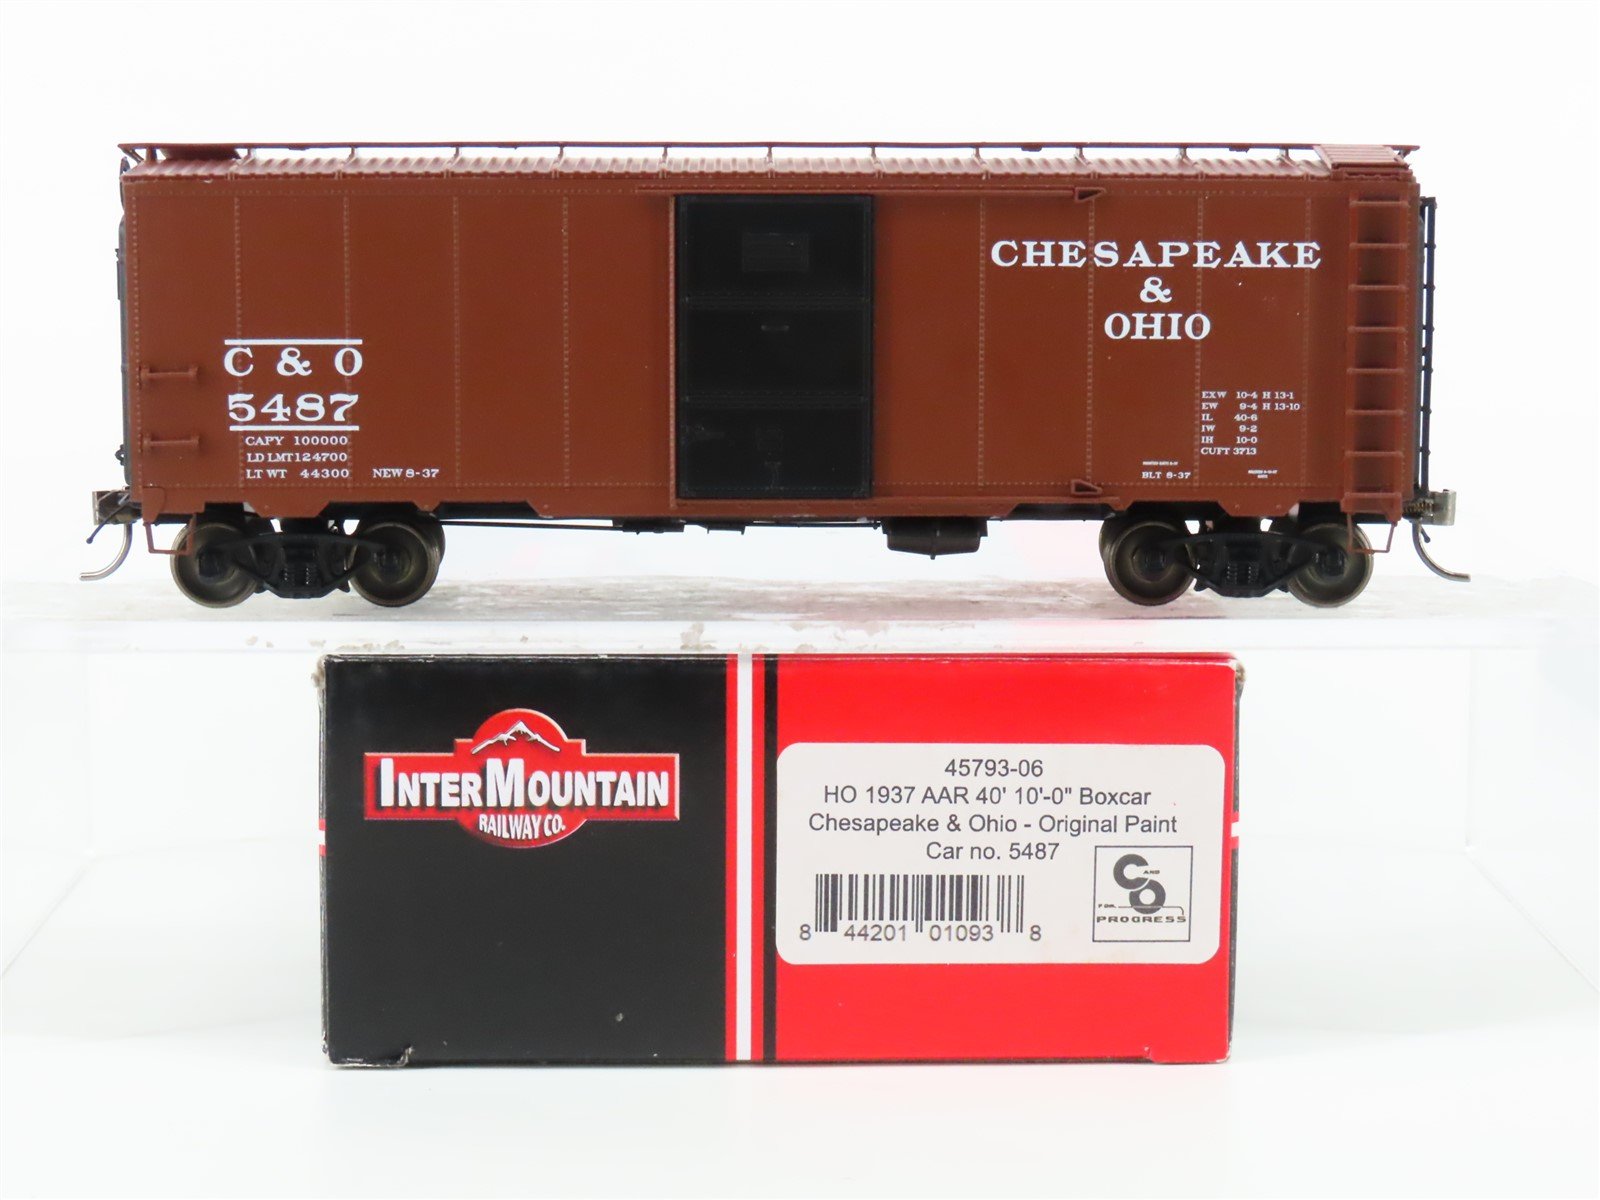 CHESAPEAKE
&
OHIO
C & O
5487
CAPY 100000
LD LMT 124700
LT WT 44300 NEW 8-37
EXW 10-4 H 13-1
EW 9-4 H 13-10
IL 40-6
IW 9-2
IH 10-0
CUFT 3713
BLT 8-37
INTERMOUNTAIN
RAILWAY CO.
45793-06
HO 1937 AAR 40' 10'-0" Boxcar
Chesapeake & Ohio - Original Paint
Car no. 5487
C AND O
FOR
PROGRESS
8 44201 01093 8